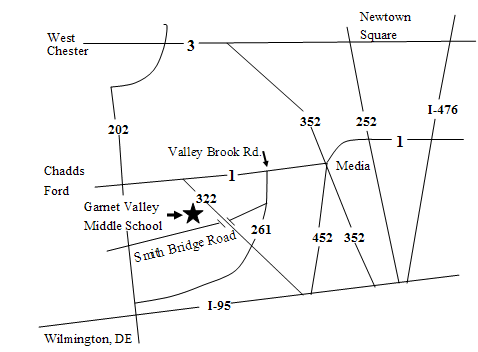 Newtown
Square
West
Chester
3
I-476
352
252
202
1
Valley Brook Rd.
Media
Chadds
Ford
1
322
Garnet Valley
Middle School
261
452
352
Smith Bridge Road
I-95
Wilmington, DE